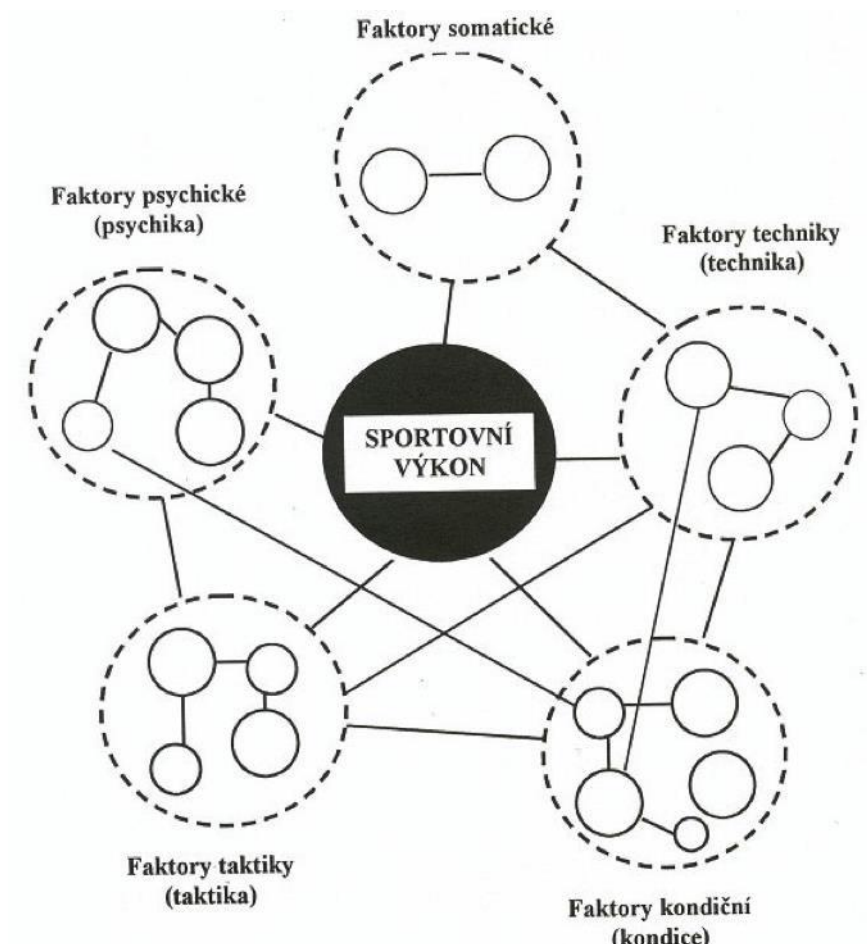 Faktory somatické
Faktory psychické
(psychika)
Faktory techniky
(technika)
SPORTOVNÍ
VÝKON
Faktory taktiky
(taktika)
Faktory kondiční
(kondice)